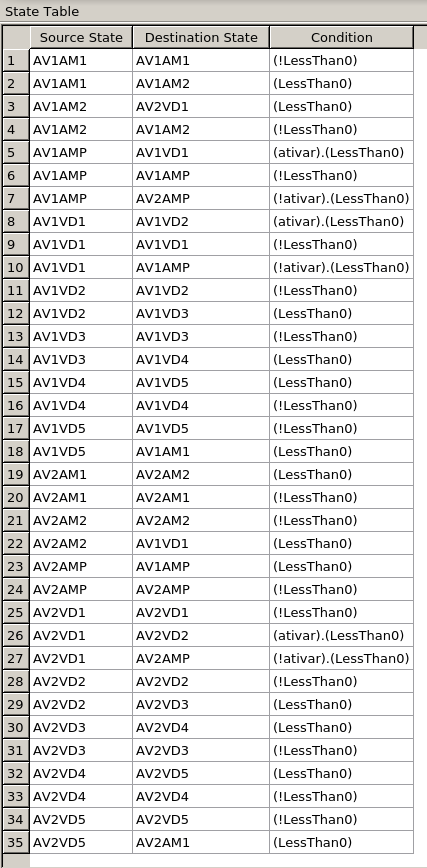 State Table
Source State Destination State Condition
1 AV1AM1 AV1AM1 (!LessThan0)
2 AV1AM1 AV1AM2 (LessThan0)
3 AV1AM2 AV2VD1 (LessThan0)
4 AV1AM2 AV1AM2 (!LessThan0)
5 AV1AMP AV1VD1 (ativar).(LessThan0)
6 AV1AMP AV1AMP (!LessThan0)
7 AV1AMP AV2AMP (!ativar).(LessThan0)
8 AV1VD1 AV1VD2 (ativar).(LessThan0)
9 AV1VD1 AV1VD1 (!LessThan0)
10 AV1VD1 AV1AMP (!ativar).(LessThan0)
11 AV1VD2 AV1VD2 (!LessThan0)
12 AV1VD2 AV1VD3 (LessThan0)
13 AV1VD3 AV1VD3 (!LessThan0)
14 AV1VD3 AV1VD4 (LessThan0)
15 AV1VD4 AV1VD5 (LessThan0)
16 AV1VD4 AV1VD4 (!LessThan0)
17 AV1VD5 AV1VD5 (!LessThan0)
18 AV1VD5 AV1AM1 (LessThan0)
19 AV2AM1 AV2AM2 (LessThan0)
20 AV2AM1 AV2AM1 (!LessThan0)
21 AV2AM2 AV2AM2 (!LessThan0)
22 AV2AM2 AV1VD1 (LessThan0)
23 AV2AMP AV1AMP (LessThan0)
24 AV2AMP AV2AMP (!LessThan0)
25 AV2VD1 AV2VD1 (!LessThan0)
26 AV2VD1 AV2VD2 (ativar).(LessThan0)
27 AV2VD1 AV2AMP (!ativar).(LessThan0)
28 AV2VD2 AV2VD2 (!LessThan0)
29 AV2VD2 AV2VD3 (LessThan0)
30 AV2VD3 AV2VD4 (LessThan0)
31 AV2VD3 AV2VD3 (!LessThan0)
32 AV2VD4 AV2VD5 (LessThan0)
33 AV2VD4 AV2VD4 (!LessThan0)
34 AV2VD5 AV2VD5 (!LessThan0)
35 AV2VD5 AV2AM1 (LessThan0)